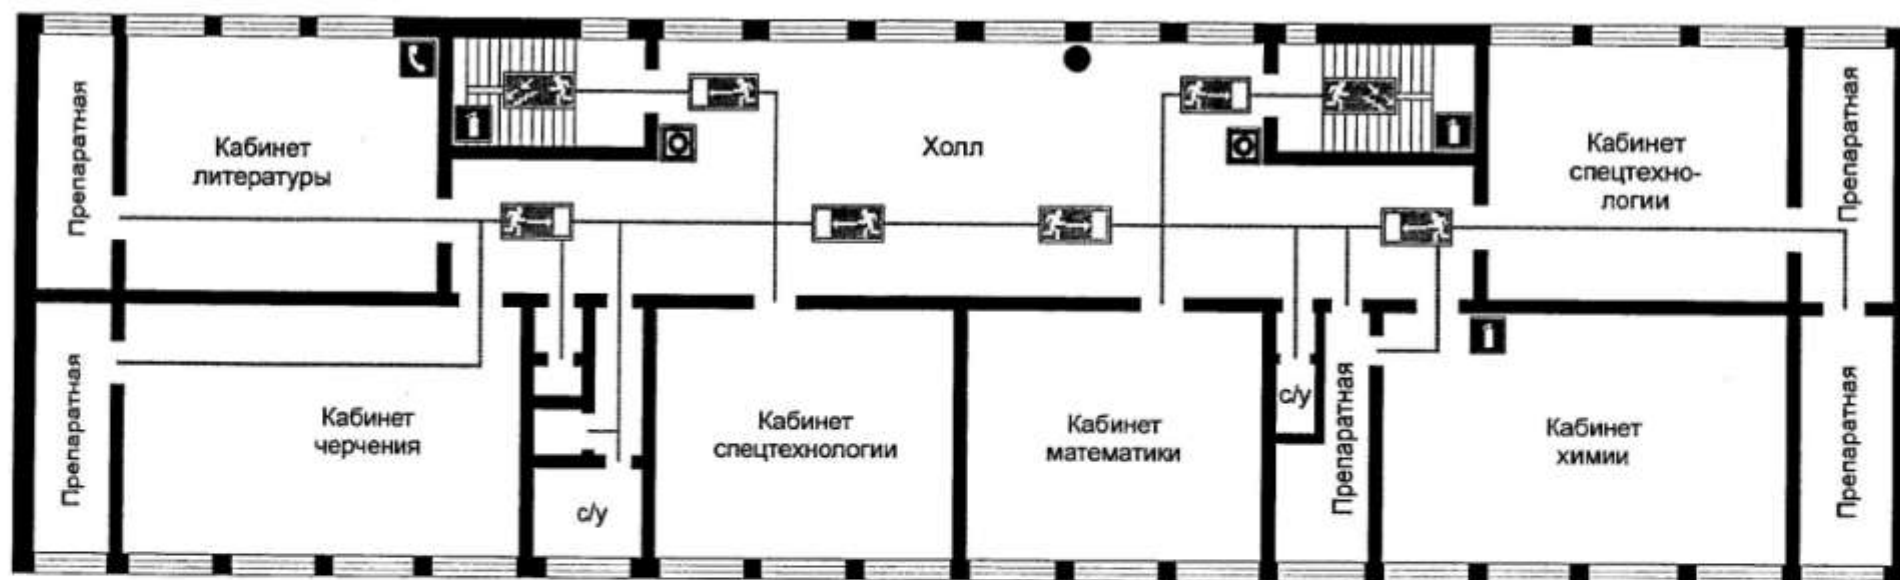 Препаратная
Кабинет
литературы
Холл
Кабинет
спецтехно-
логии
Препаратная
Препаратная
Кабинет
черчения
с/у
Кабинет
спецтехнологии
Кабинет
математики
с/у
Препаратная
Кабинет
химии
Препаратная